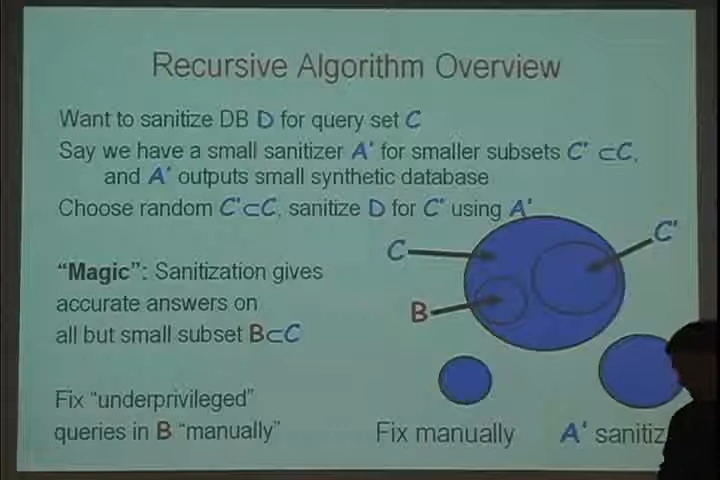 Recursive Algorithm Overview
Want to sanitize DB D for query set C
Say we have a small sanitizer A' for smaller subsets C' ⊂C,
and A' outputs small synthetic database
Choose random C'⊂C, sanitize D for C' using A'
C
C'
B
“Magic”: Sanitization gives
accurate answers on
all but small subset B⊂C
Fix “underprivileged”
queries in B “manually”
Fix manually
A' sanitiz